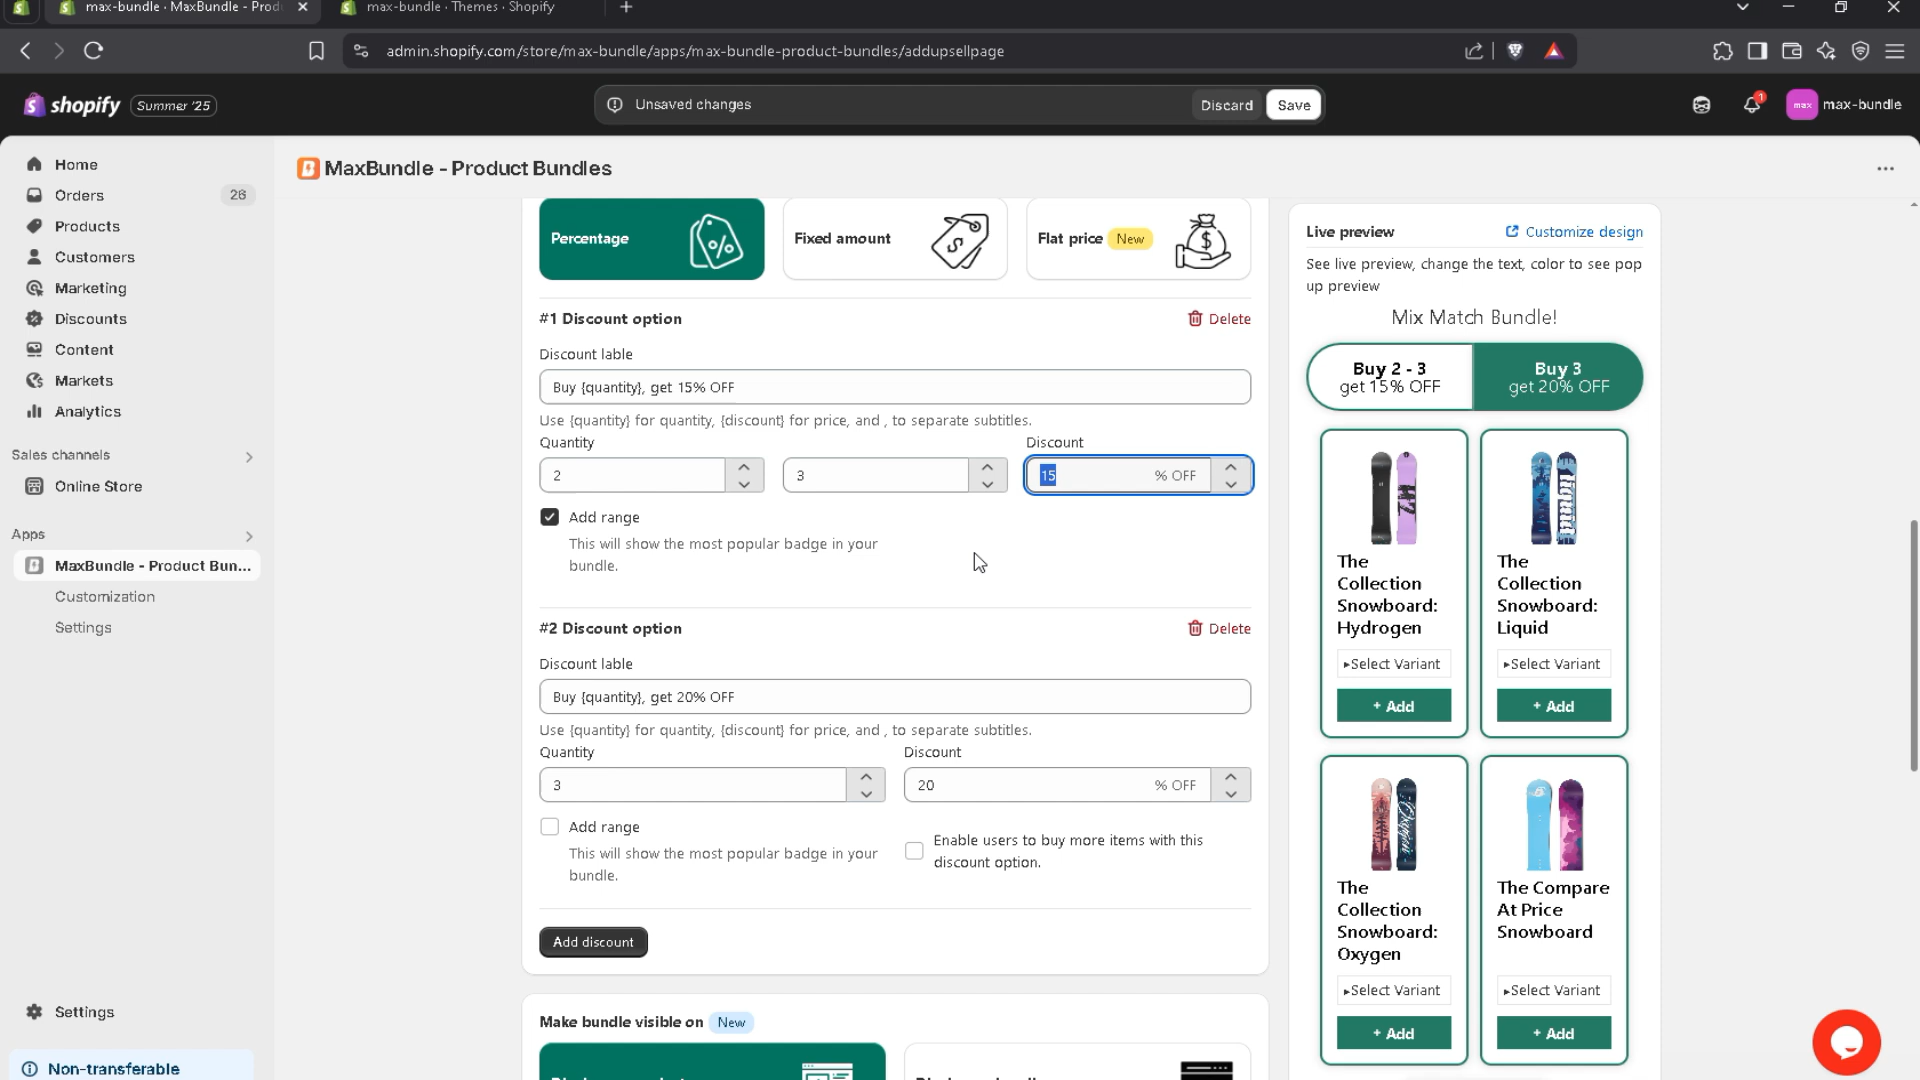 max-bundle · MaxBundle - Prod
max-bundle · Themes · Shopify
admin.shopify.com/store/max-bundle/apps/max-bundle-product-bundles/addupsellpage
shopify
Summer '25
Unsaved changes
Discard
Save
1
max
max-bundle
Home
Orders
26
Products
Customers
Marketing
Discounts
Content
Markets
Analytics
Sales channels
Online Store
Apps
MaxBundle - Product Bun...
Customization
Settings
Settings
Non-transferable
MaxBundle - Product Bundles
Percentage
Fixed amount
Flat price New
#1 Discount option
Delete
Discount lable
Buy {quantity}, get 15% OFF
Use {quantity} for quantity, {discount} for price, and , to separate subtitles.
Quantity
Discount
2
3
15
% OFF
Add range
This will show the most popular badge in your
bundle.
#2 Discount option
Delete
Discount lable
Buy {quantity}, get 20% OFF
Use {quantity} for quantity, {discount} for price, and , to separate subtitles.
Quantity
Discount
3
20
% OFF
Add range
This will show the most popular badge in your
bundle.
Enable users to buy more items with this
discount option.
Add discount
Make bundle visible on New
Live preview
Customize design
See live preview, change the text, color to see pop
up preview
Mix Match Bundle!
Buy 2 - 3
get 15% OFF
Buy 3
get 20% OFF
The
Collection
Snowboard:
Hydrogen
▸Select Variant
+ Add
The
Collection
Snowboard:
Liquid
▸Select Variant
+ Add
The
Collection
Snowboard:
Oxygen
▸Select Variant
+ Add
The Compare
At Price
Snowboard
▸Select Variant
+ Add